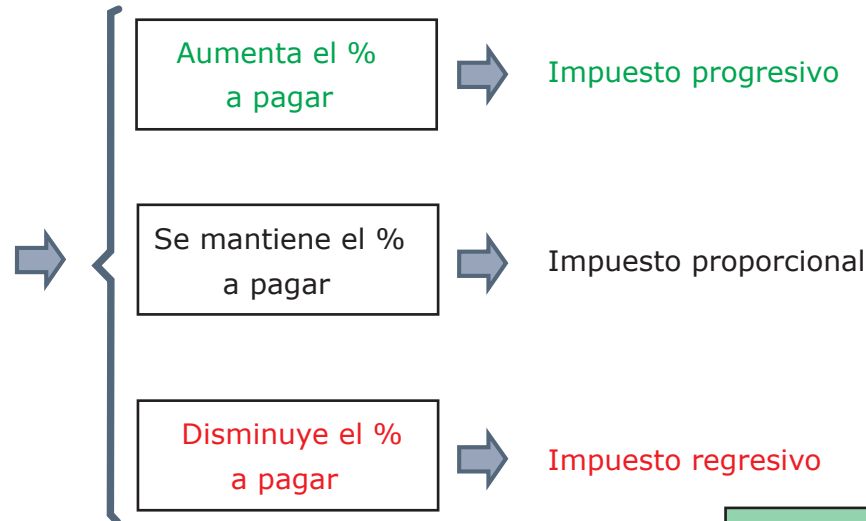 Aumenta el %
a pagar
Impuesto progresivo
Se mantiene el %
a pagar
Impuesto proporcional
Disminuye el %
a pagar
Impuesto regresivo